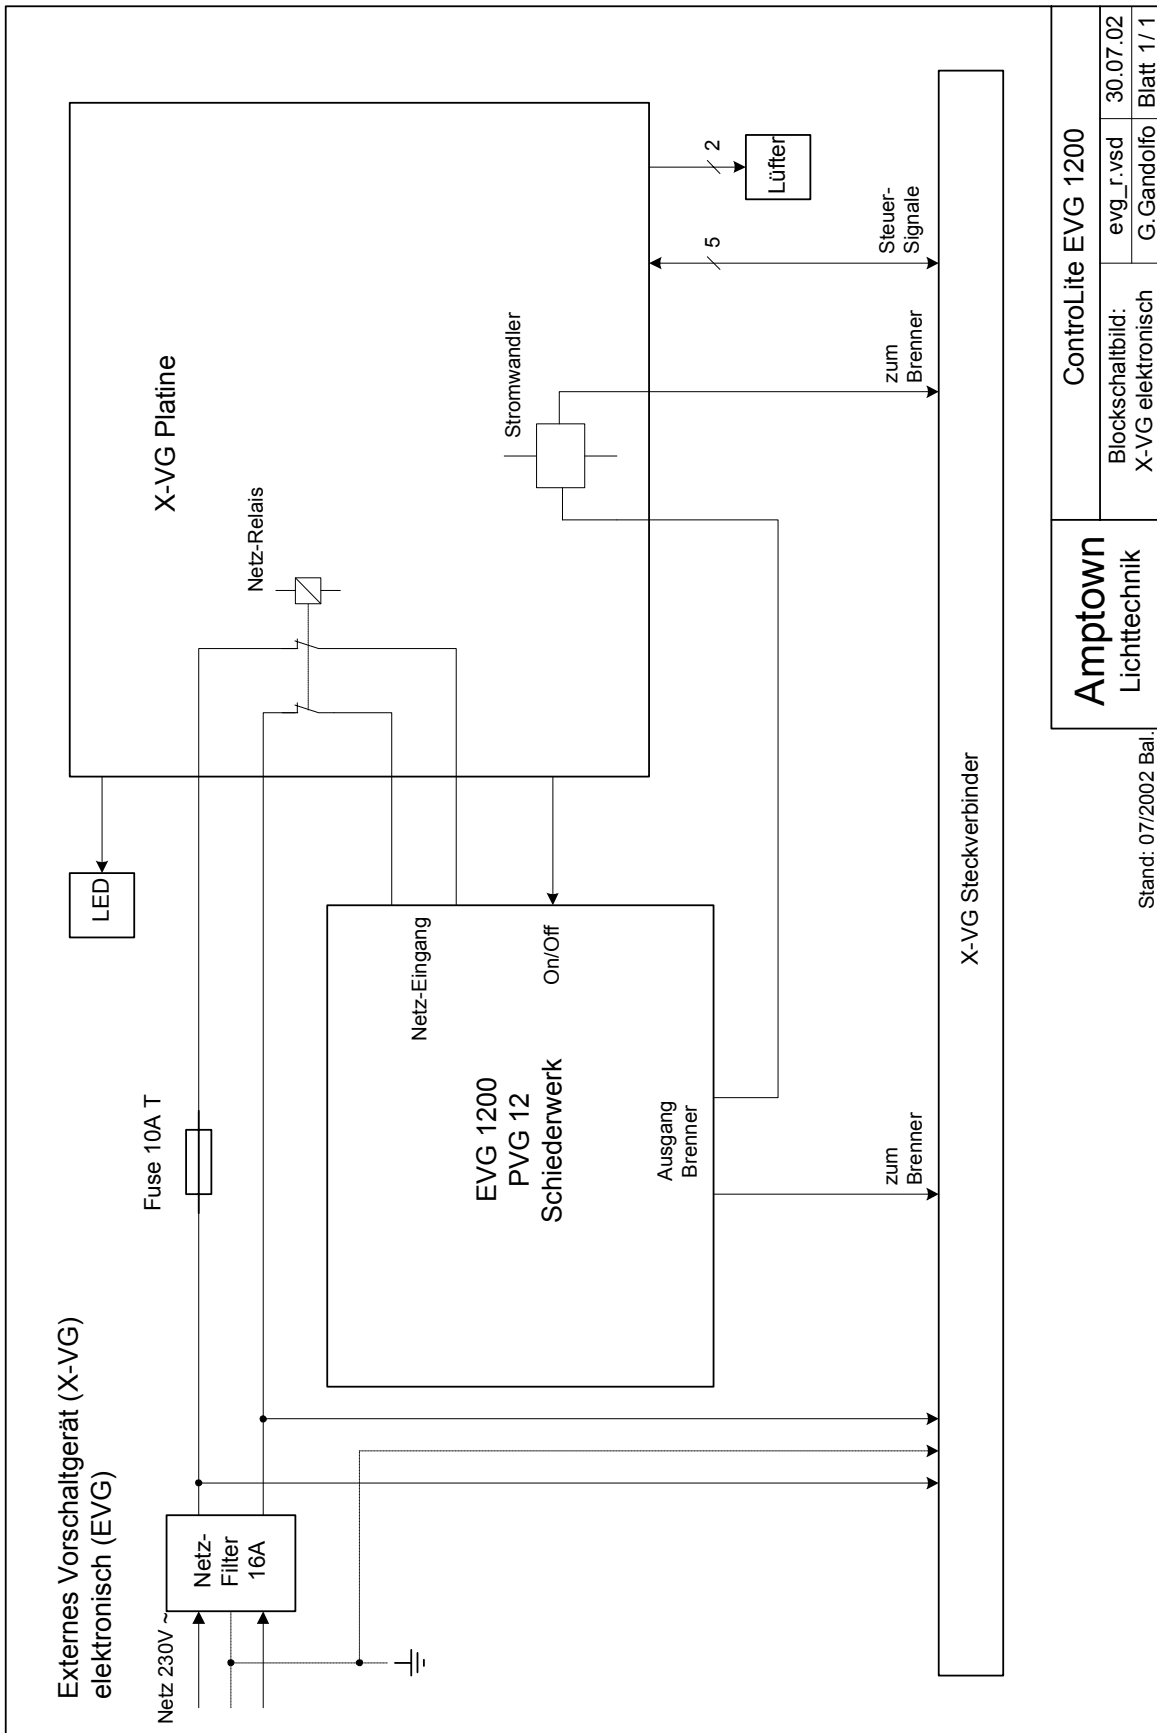 Externes Vorschaltgerät (X-VG)
elektronisch (EVG)
Netz 230V ~
Netz-
Filter
16A
Fuse 10A T
LED
X-VG Platine
Netz-Relais
Stromwandler
Netz-Eingang
On/Off
EVG 1200
PVG 12
Schiederwerk
Ausgang
Brenner
2
Lüfter
5
Steuer-
Signale
zum
Brenner
zum
Brenner
X-VG Steckverbinder
Stand: 07/2002 Bal.
Amptown
Lichttechnik
ControLite EVG 1200
Blockschaltbild:
X-VG elektronisch
evg_r.vsd
30.07.02
G.Gandolfo
Blatt 1/ 1